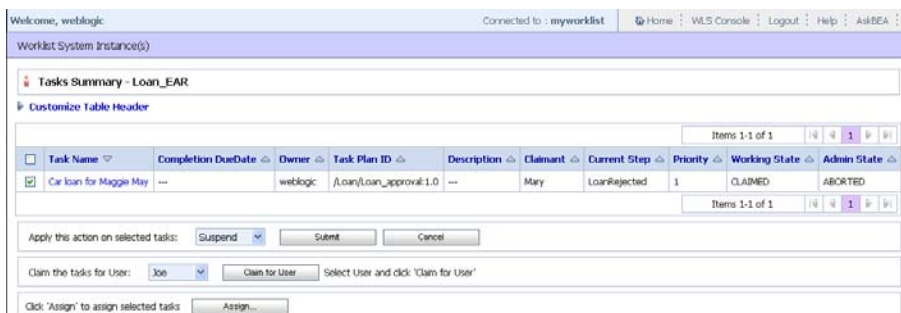 Welcome, weblogic Connected to : myworklist Home WLS Console Logout Help AskBEA
Worklist System Instance(s)
Tasks Summary - Loan_EAR
Customize Table Header
Items 1-1 of 1 1
Task Name Completion DueDate Owner Task Plan ID Description Claimant Current Step Priority Working State Admin State
Car loan for Maggie May --- weblogic /Loan/Loan_approval:1.0 --- Mary LoanRejected 1 CLAIMED ABORTED
Items 1-1 of 1 1
Apply this action on selected tasks: Suspend Submit Cancel
Claim the tasks for User: Joe Claim for User Select User and click 'Claim for User'
Click 'Assign' to assign selected tasks Assign...